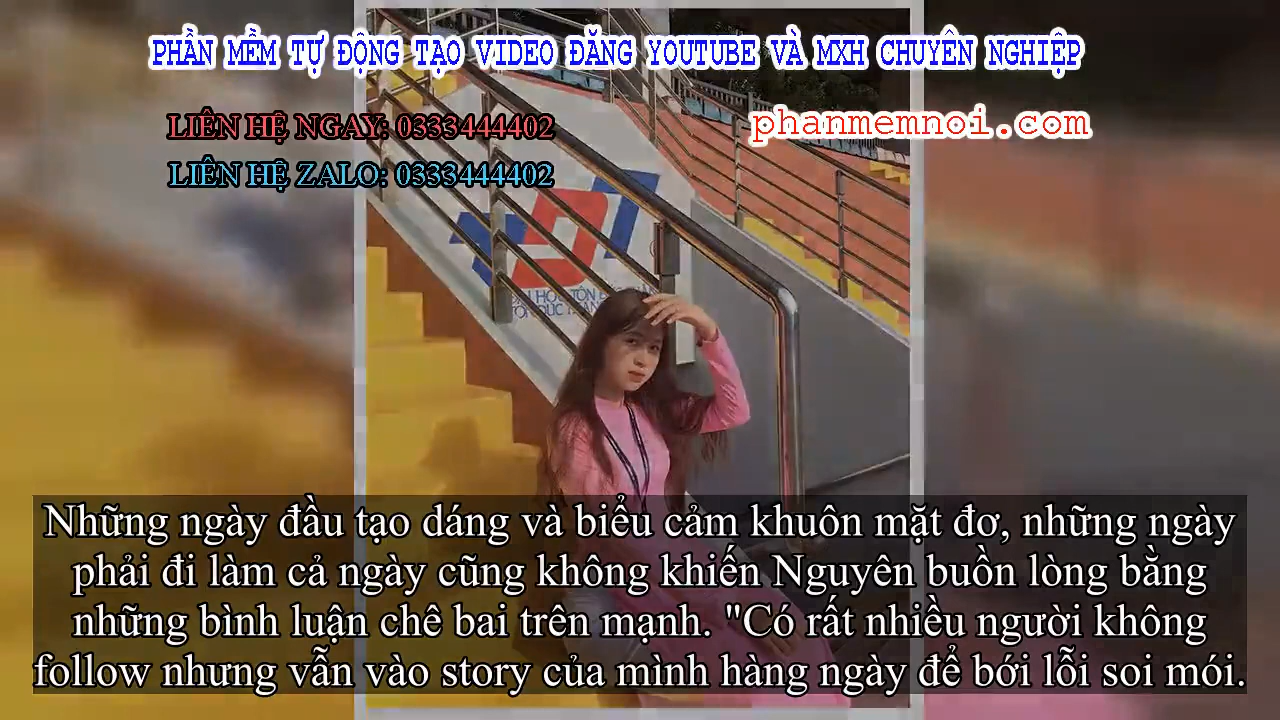 PHẦN MỀM TỰ ĐỘNG TẠO VIDEO ĐĂNG YOUTUBE VÀ MXH CHUYÊN NGHIỆP
LIÊN HỆ NGAY: 0333444402
phanmemnoi.com
LIÊN HỆ ZALO: 0333444402
Những ngày đầu tạo dáng và biểu cảm khuôn mặt đơ, những ngày
phải đi làm cả ngày cũng không khiến Nguyên buồn lòng bằng
những bình luận chê bai trên mạnh. "Có rất nhiều người không
follow nhưng vẫn vào story của mình hàng ngày để bới lỗi soi mói.